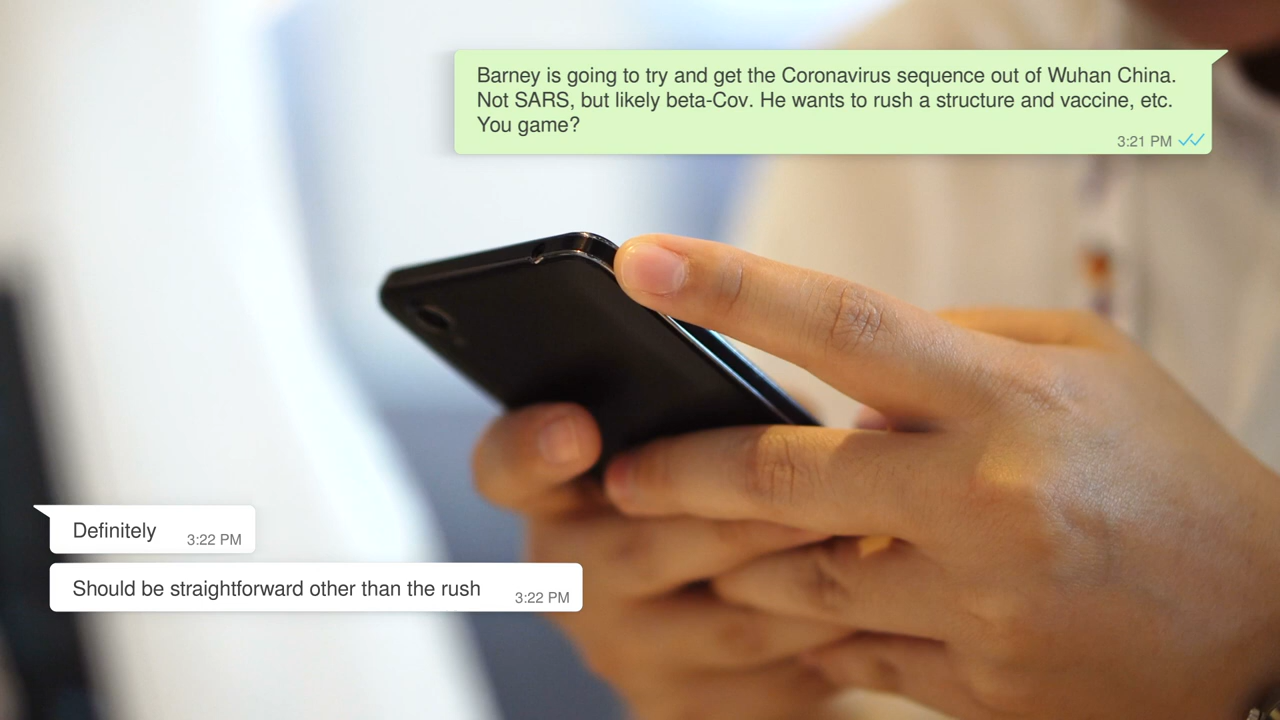 Barney is going to try and get the Coronavirus sequence out of Wuhan China.
Not SARS, but likely beta-Cov. He wants to rush a structure and vaccine, etc.
You game?
3:21 PM
Definitely 3:22 PM
Should be straightforward other than the rush 3:22 PM